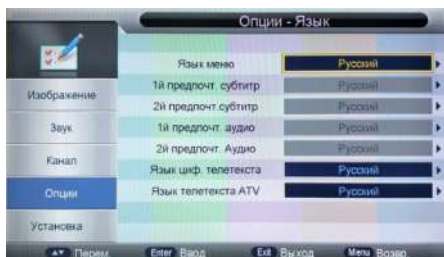 Опции - Язык
Язык меню Русский
1й предпочт. субтитр Русский
2й предпочт.субтитр Русский
1й предпочт. аудио Русский
2й предпочт. Аудио Русский
Язык циф. телетекста Русский
Язык телетекста ATV Русский
Изображение
Звук
Канал
Опции
Установка
Перем Enter Ввод Exit Выход Menu Возвр